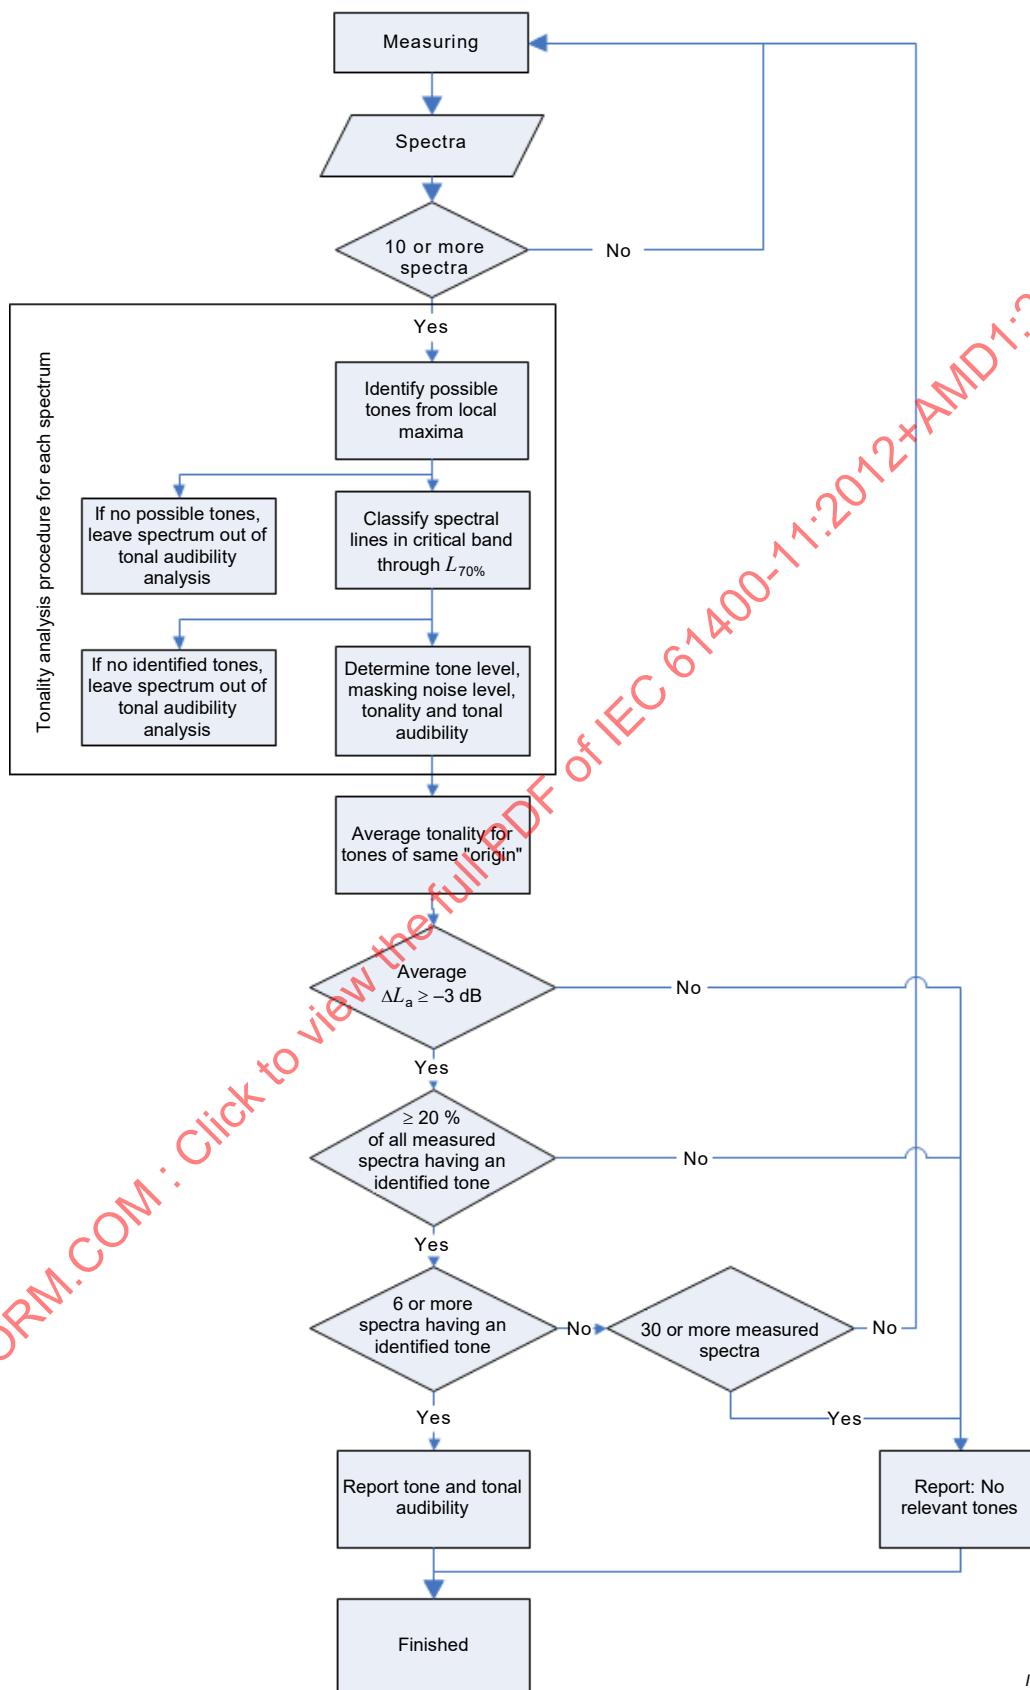 Measuring
Spectra
10 or more
spectra
No
Yes
Tonality analysis procedure for each spectrum
Identify possible
tones from local
maxima
If no possible tones,
leave spectrum out of
tonal audibility
analysis
Classify spectral
lines in critical band
through L70%
If no identified tones,
leave spectrum out of
tonal audibility
analysis
Determine tone level,
masking noise level,
tonality and tonal
audibility
Average tonality for
tones of same "origin"
Average
ΔLa ≥ –3 dB
No
Yes
≥ 20 %
of all measured
spectra having an
identified tone
No
Yes
6 or more
spectra having an
identified tone
No
30 or more measured
spectra
No
Yes
Yes
Report tone and tonal
audibility
Report: No
relevant tones
Finished
ORM.COM : Click to view the full PDF of IEC 61400-11:2012+AMD1:2